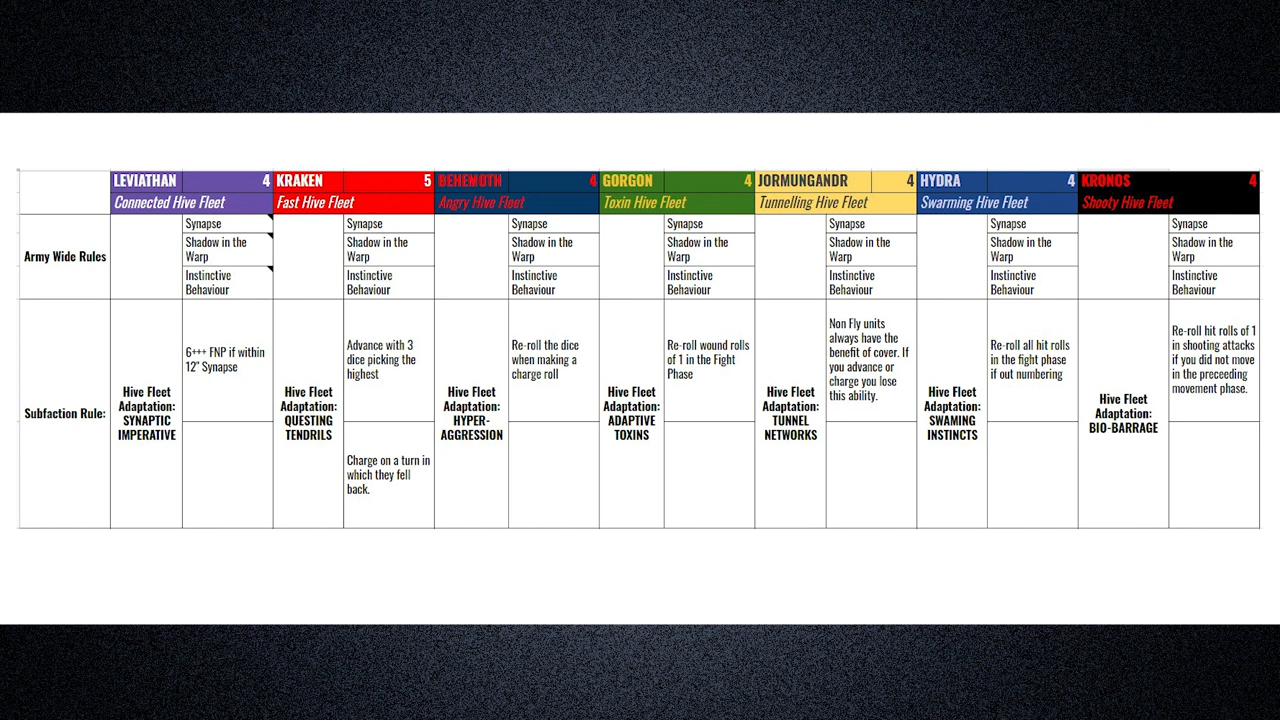 LEVIATHAN 4 KRAKEN 5 BEHEMOTH 4 GORGON 4 JORMUNGANDR 4 HYDRA 4 KRONOS 4
Connected Hive Fleet Fast Hive Fleet Angry Hive Fleet Toxin Hive Fleet Tunnelling Hive Fleet Swarming Hive Fleet Shooty Hive Fleet
Army Wide Rules
Synapse
Shadow in the
Warp
Instinctive
Behaviour
Synapse
Shadow in the
Warp
Instinctive
Behaviour
Synapse
Shadow in the
Warp
Instinctive
Behaviour
Synapse
Shadow in the
Warp
Instinctive
Behaviour
Synapse
Shadow in the
Warp
Instinctive
Behaviour
Synapse
Shadow in the
Warp
Instinctive
Behaviour
Synapse
Shadow in the
Warp
Instinctive
Behaviour
Subfaction Rule:
Hive Fleet
Adaptation:
SYNAPTIC
IMPERATIVE
6+++ FNP if within
12" Synapse
Hive Fleet
Adaptation:
QUESTING
TENDRILS
Advance with 3
dice picking the
highest
Charge on a turn in
which they fell
back.
Hive Fleet
Adaptation:
HYPER-
AGGRESSION
Re-roll the dice
when making a
charge roll
Hive Fleet
Adaptation:
ADAPTIVE
TOXINS
Re-roll wound rolls
of 1 in the Fight
Phase
Hive Fleet
Adaptation:
TUNNEL
NETWORKS
Non Fly units
always have the
benefit of cover. If
you advance or
charge you lose
this ability.
Hive Fleet
Adaptation:
SWAMING
INSTINCTS
Re-roll all hit rolls
in the fight phase
if out numbering
Hive Fleet
Adaptation:
BIO-BARRAGE
Re-roll hit rolls of 1
in shooting attacks
if you did not move
in the preceeding
movement phase.